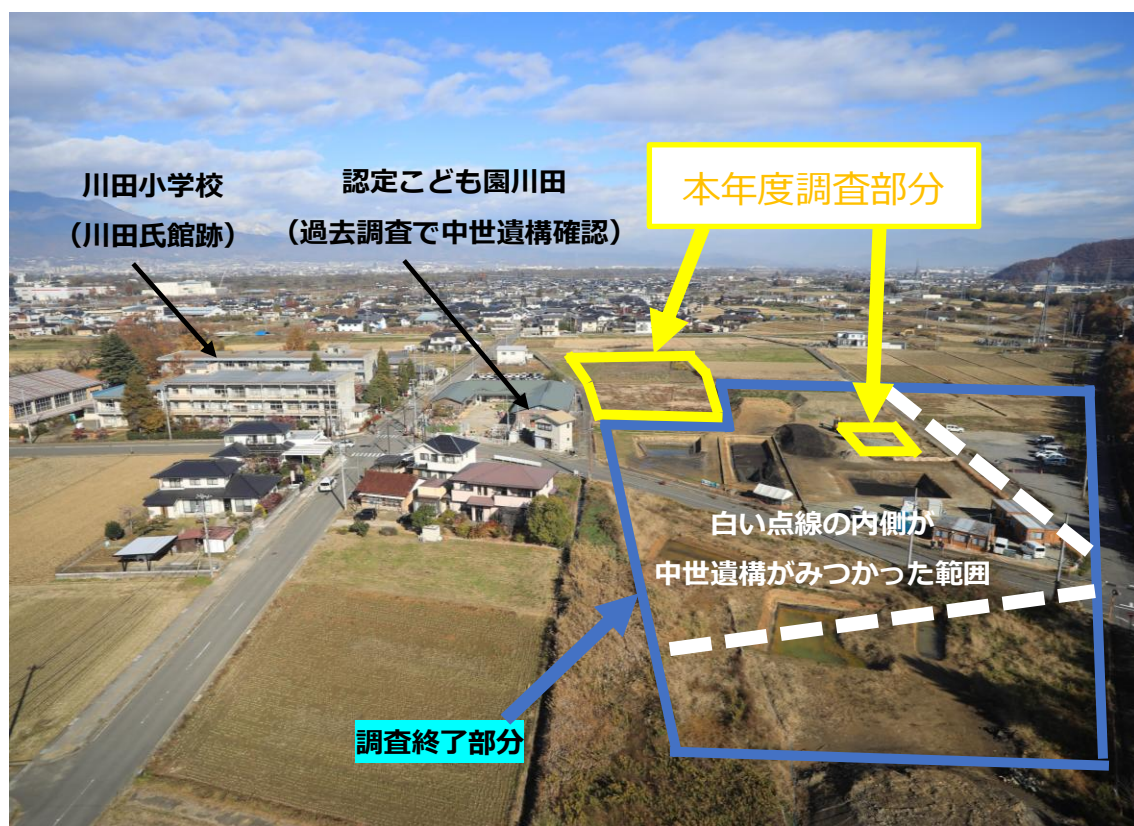 川田小学校
（川田氏館跡）
認定こども園川田
（過去調査で中世遺構確認）
本年度調査部分
白い点線の内側が
中世遺構がみつかった範囲
調査終了部分